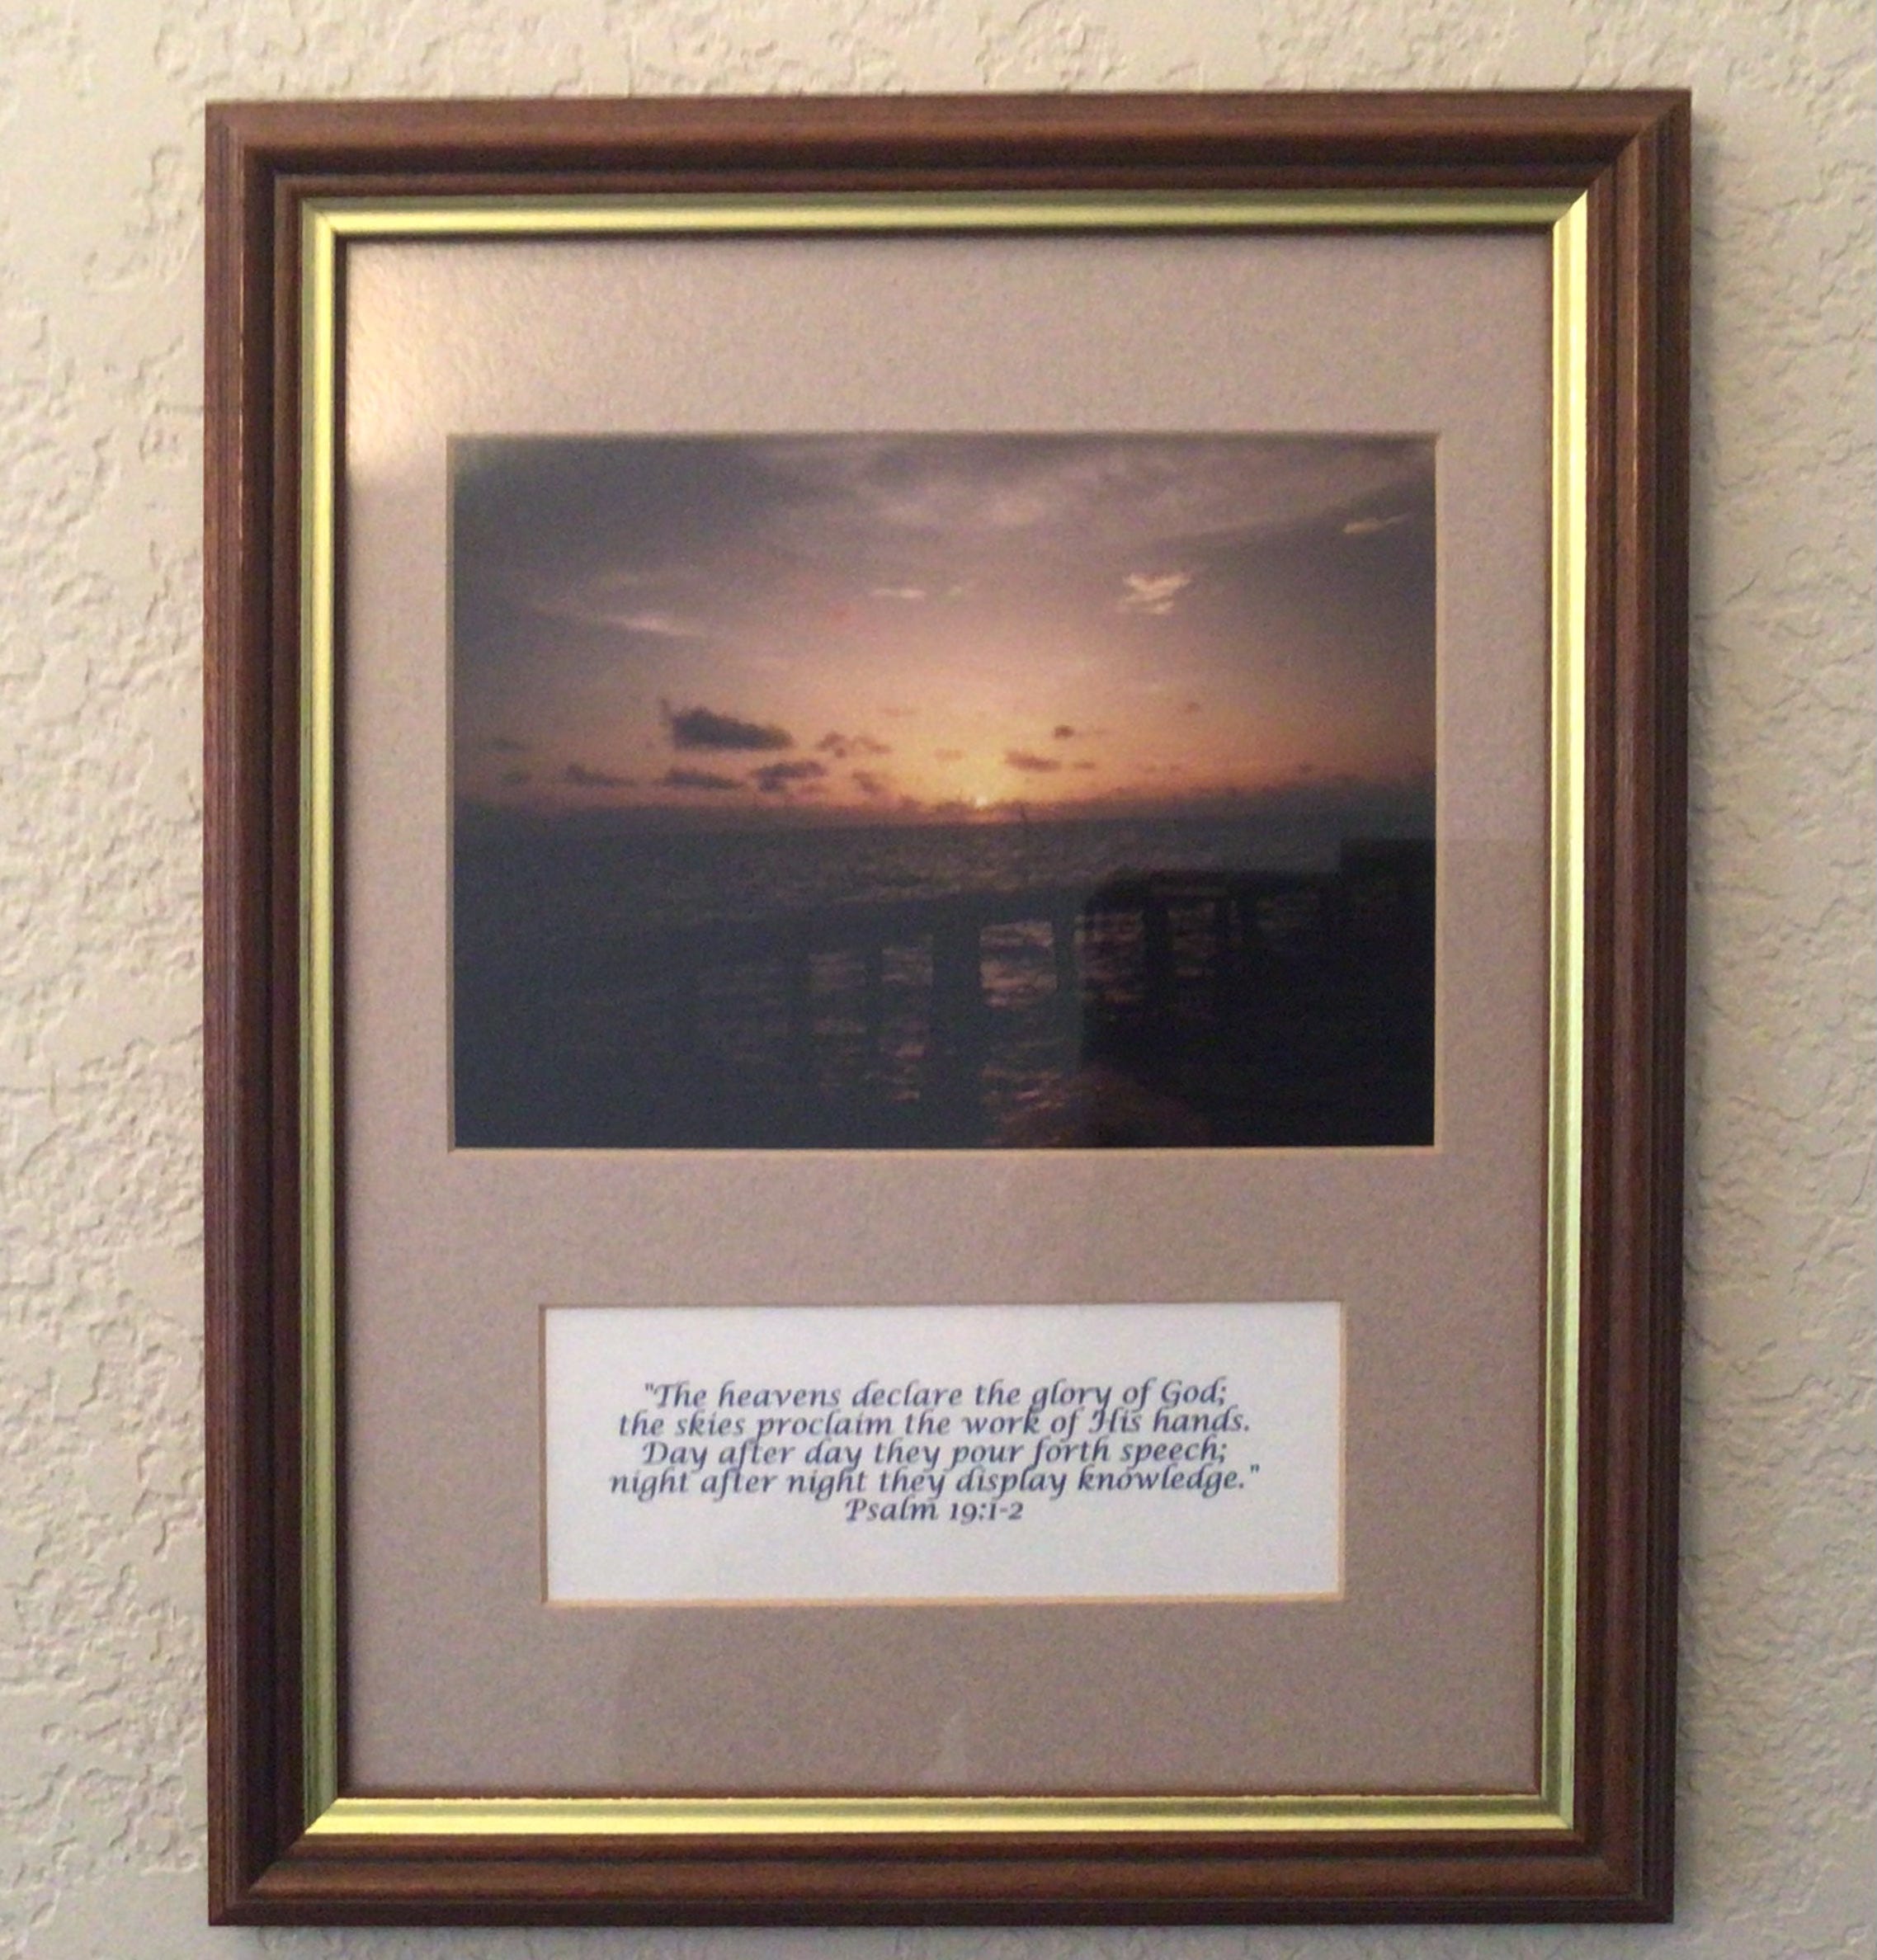 "The heavens declare the glory of God;
the skies proclaim the work of His hands.
Day after day they pour forth speech;
night after night they display knowledge."
Psalm 19:1-2